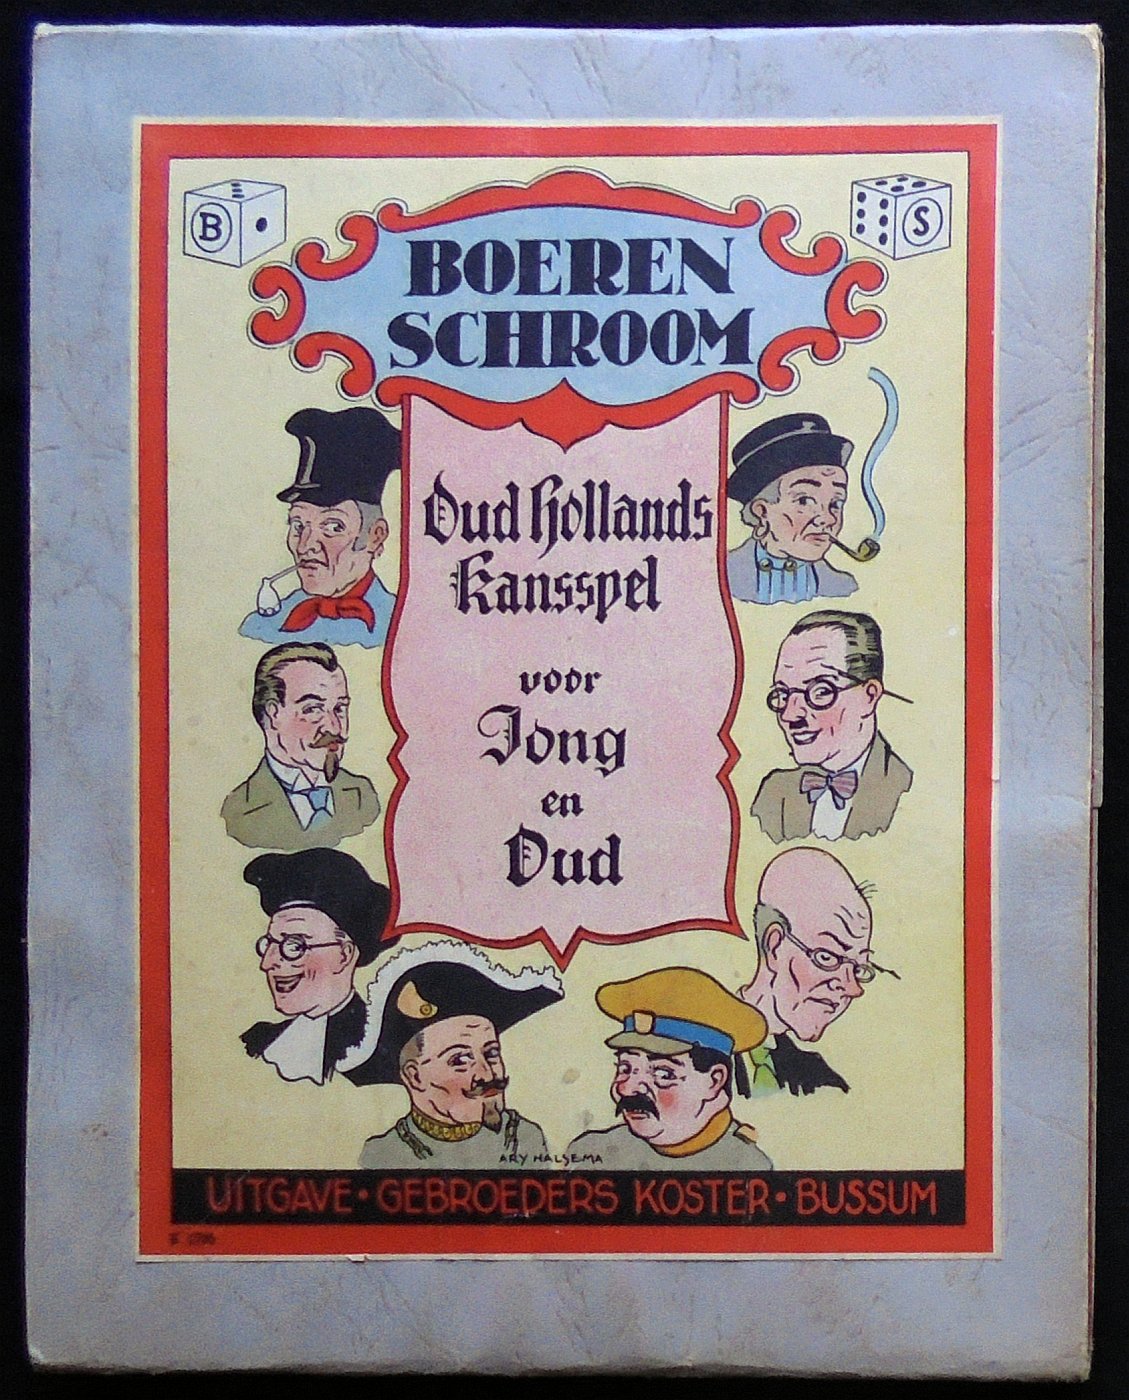 B
S
BOEREN
SCHROOM
Oud Hollands
Kansspel
voor
Jong
en
Oud
ARY HALSEMA
UITGAVE • GEBROEDERS KOSTER • BUSSUM